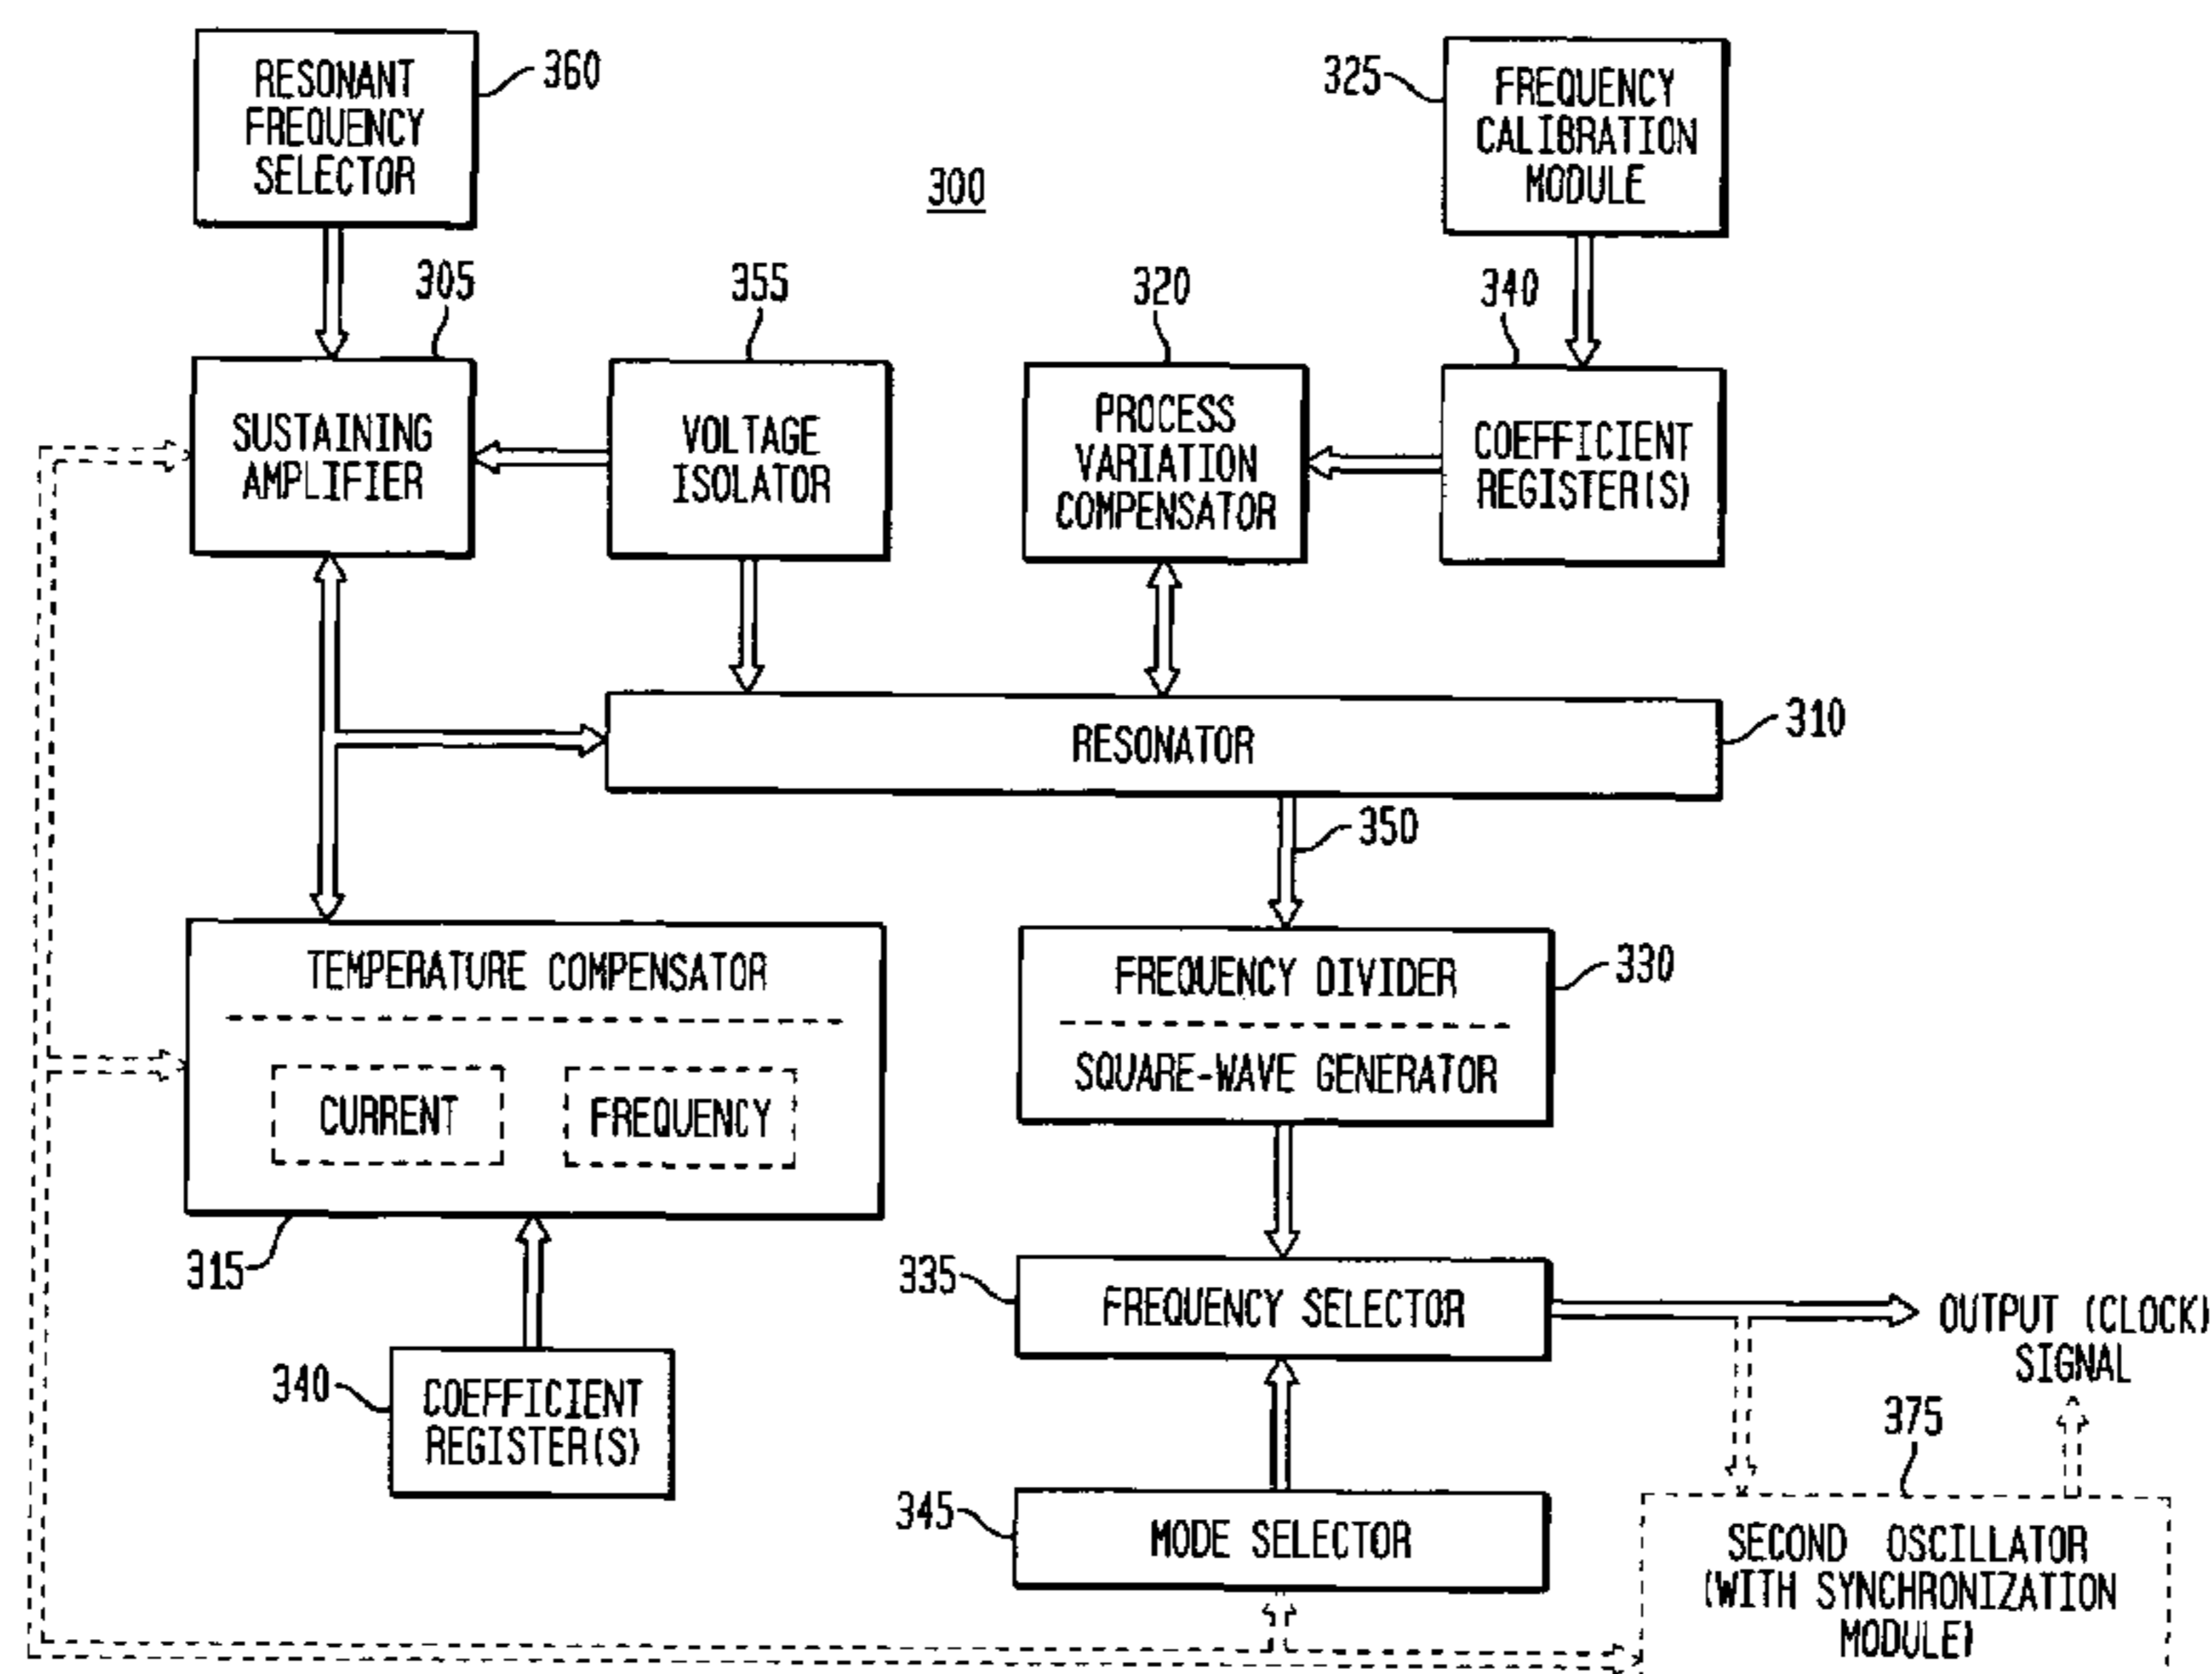 RESONANT
FREQUENCY
SELECTOR
360
300
325
FREQUENCY
CALIBRATION
MODULE
305
355
320
340
SUSTAINING
AMPLIFIER
VOLTAGE
ISOLATOR
PROCESS
VARIATION
COMPENSATOR
COEFFICIENT
REGISTER(S)
RESONATOR
310
350
TEMPERATURE COMPENSATOR
CURRENT
FREQUENCY
315
FREQUENCY DIVIDER
SQUARE-WAVE GENERATOR
330
335
FREQUENCY SELECTOR
OUTPUT (CLOCK)
SIGNAL
340
COEFFICIENT
REGISTER(S)
345
MODE SELECTOR
375
SECOND OSCILLATOR
(WITH SYNCHRONIZATION
MODULE)